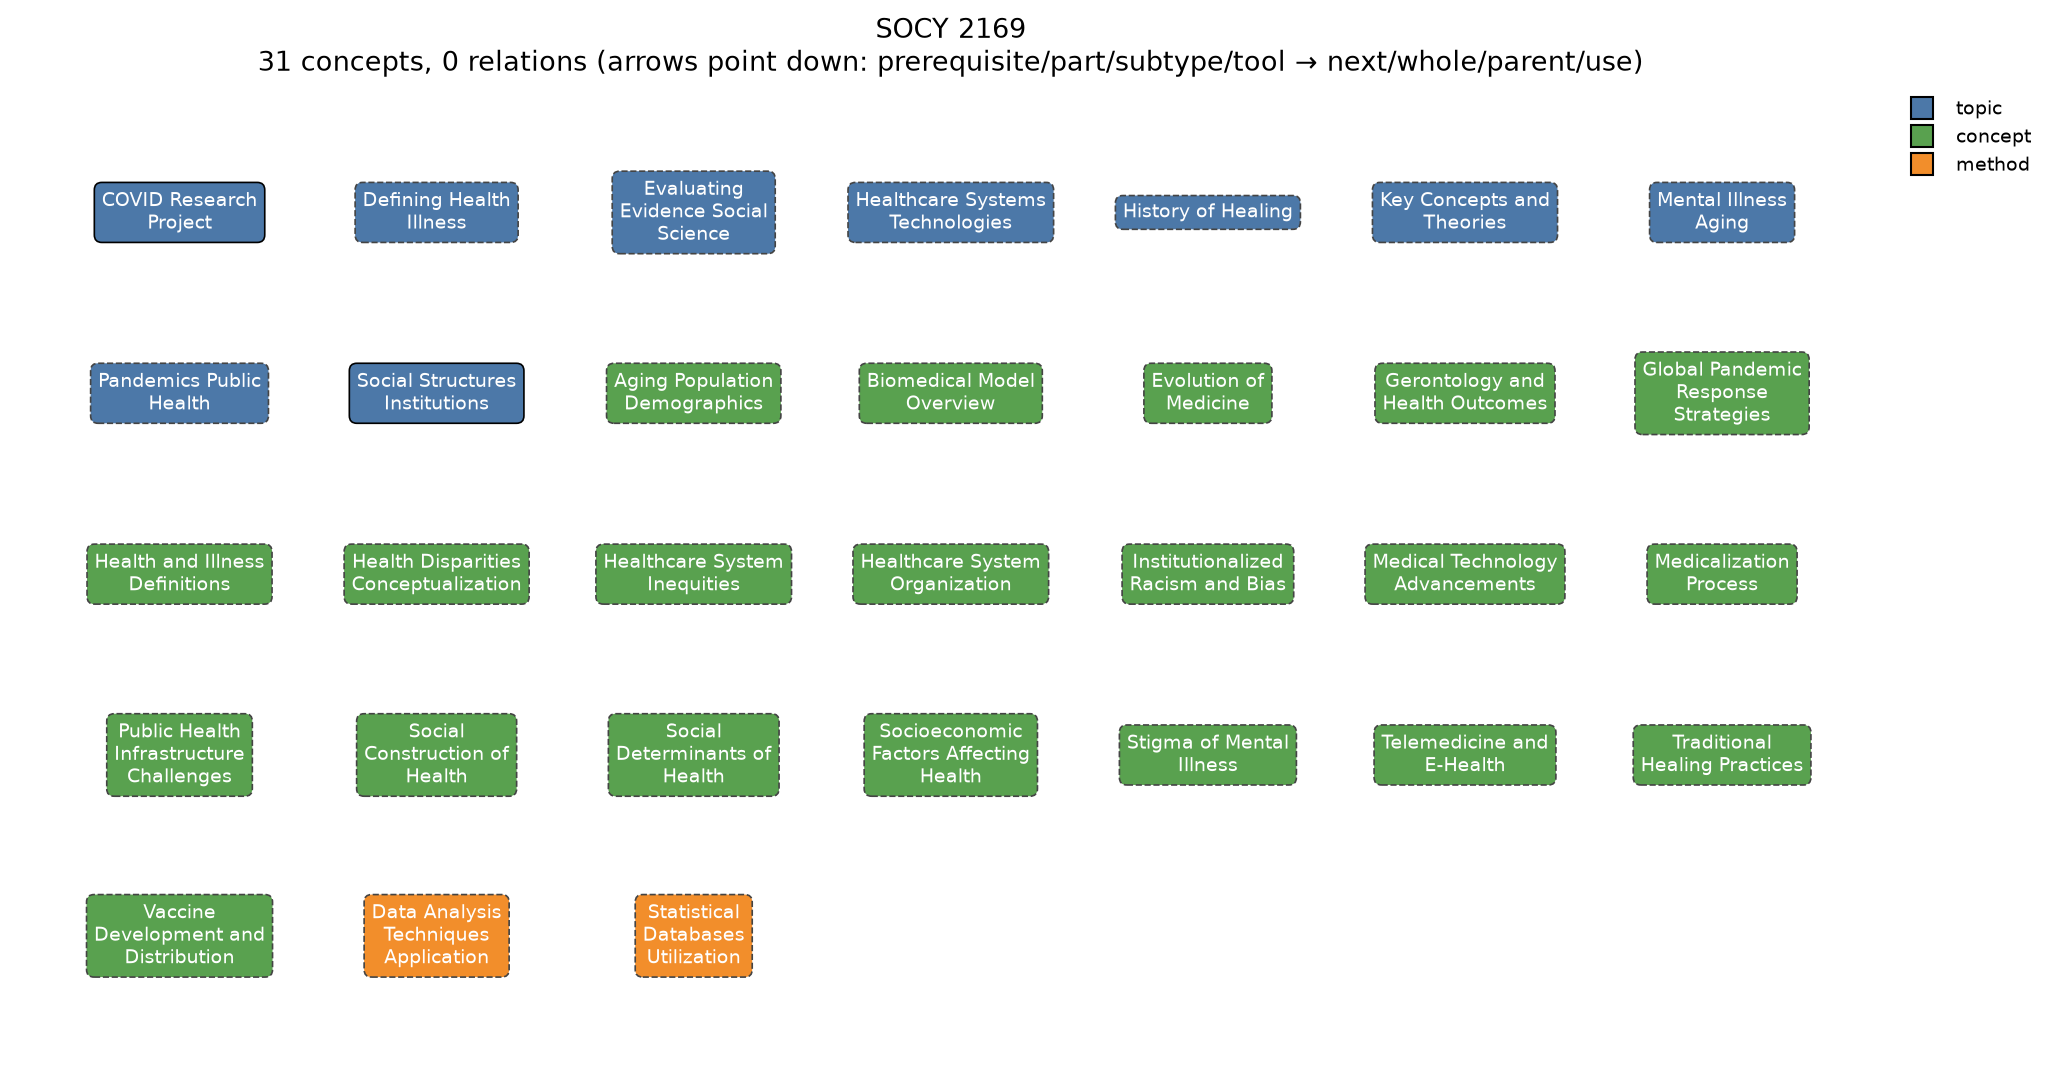 SOCY 2169
31 concepts, 0 relations (arrows point down: prerequisite/part/subtype/tool → next/whole/parent/use)
topic
concept
method
COVID Research
Project
Defining Health
Illness
Evaluating
Evidence Social
Science
Healthcare Systems
Technologies
History of Healing
Key Concepts and
Theories
Mental Illness
Aging
Pandemics Public
Health
Social Structures
Institutions
Aging Population
Demographics
Biomedical Model
Overview
Evolution of
Medicine
Gerontology and
Health Outcomes
Global Pandemic
Response
Strategies
Health and Illness
Definitions
Health Disparities
Conceptualization
Healthcare System
Inequities
Healthcare System
Organization
Institutionalized
Racism and Bias
Medical Technology
Advancements
Medicalization
Process
Public Health
Infrastructure
Challenges
Social
Construction of
Health
Social
Determinants of
Health
Socioeconomic
Factors Affecting
Health
Stigma of Mental
Illness
Telemedicine and
E-Health
Traditional
Healing Practices
Vaccine
Development and
Distribution
Data Analysis
Techniques
Application
Statistical
Databases
Utilization